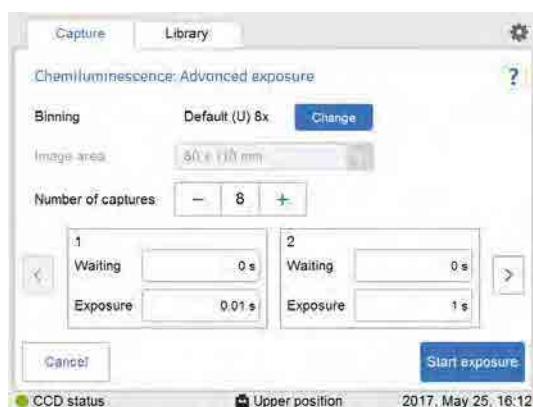 Capture Library
Chemiluminescence: Advanced exposure ?
Binning Default (U) 8x Change
Image area
Number of captures − 8 +
1 2
Waiting 0 s Waiting 0 s
< >
Exposure 0.01 s Exposure 1 s
Cancel Start exposure
CCD status Upper position 2017, May 25, 16:12